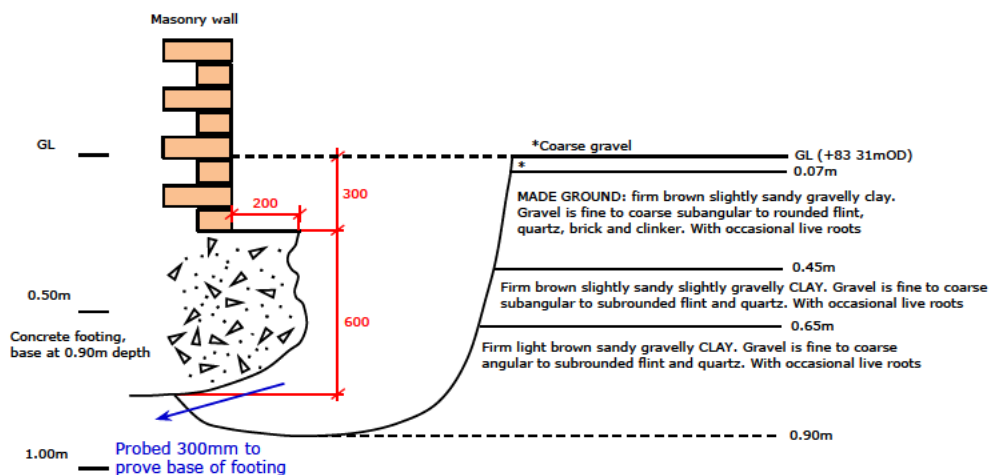 Masonry wall
GL
*Coarse gravel
GL (+83 31mOD)
*
0.07m
300
200
MADE GROUND: firm brown slightly sandy gravelly clay.
Gravel is fine to coarse subangular to rounded flint,
quartz, brick and clinker. With occasional live roots
0.45m
Firm brown slightly sandy slightly gravelly CLAY. Gravel is fine to coarse
subangular to subrounded flint and quartz. With occasional live roots
0.50m
600
0.65m
Concrete footing,
base at 0.90m depth
Firm light brown sandy gravelly CLAY. Gravel is fine to coarse
angular to subrounded flint and quartz. With occasional live roots
0.90m
Probed 300mm to
prove base of footing
1.00m